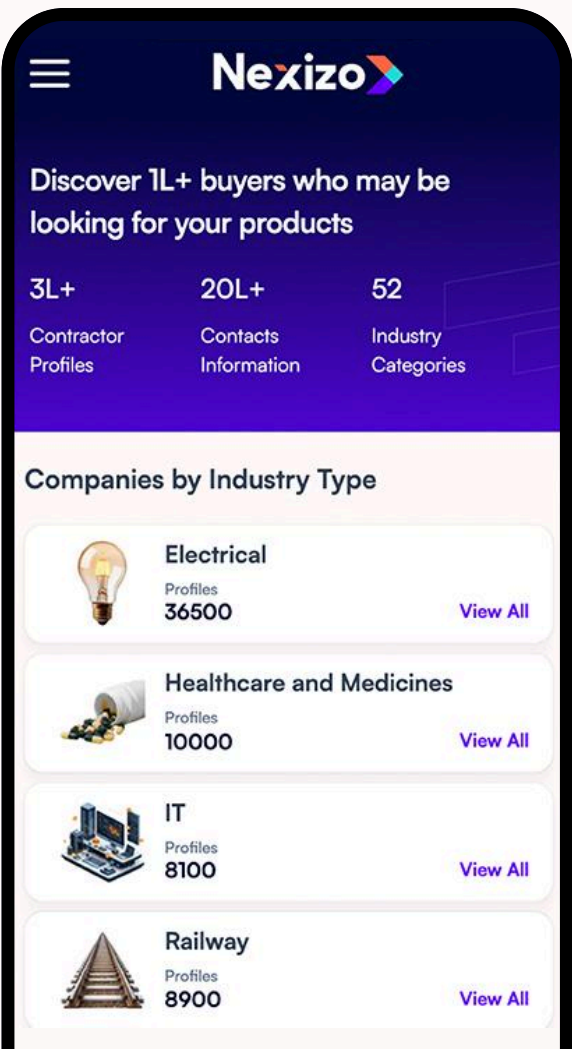 Nexizo
Discover 1L+ buyers who may be
looking for your products
3L+
Contractor
Profiles
20L+
Contacts
Information
52
Industry
Categories
Companies by Industry Type
Electrical
Profiles
36500
View All
Healthcare and Medicines
Profiles
10000
View All
IT
Profiles
8100
View All
Railway
Profiles
8900
View All